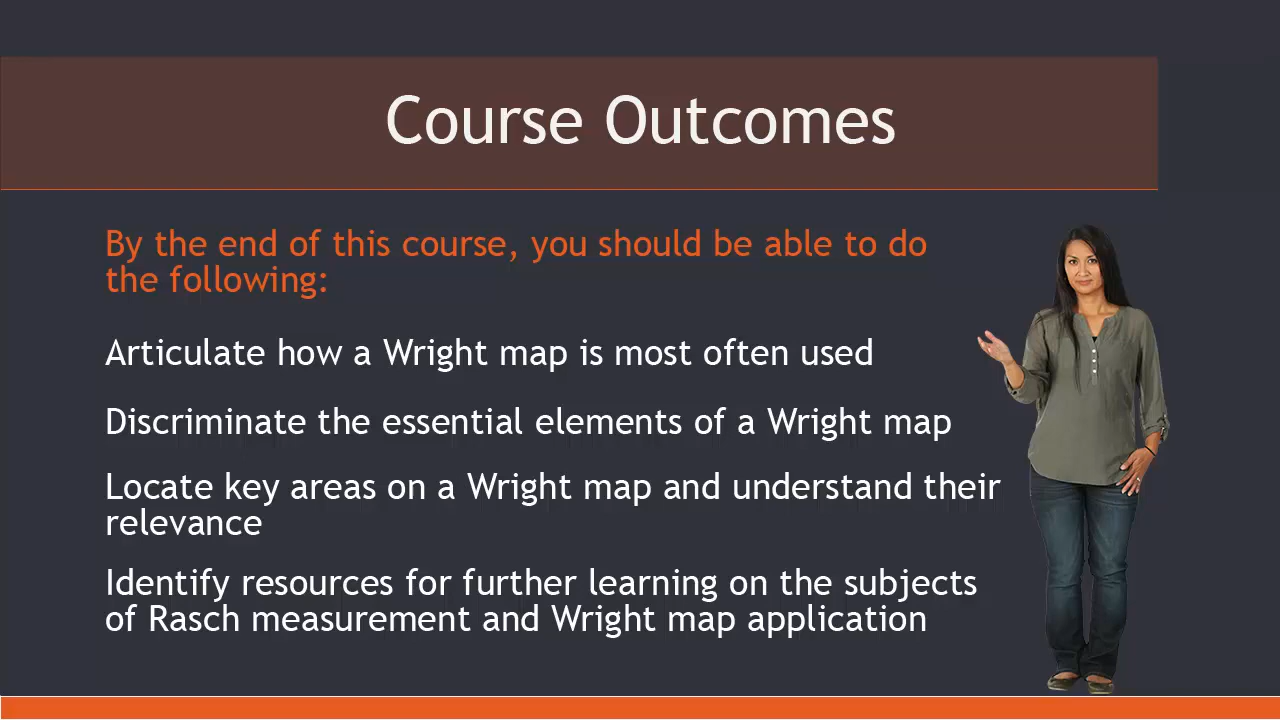 Course Outcomes
By the end of this course, you should be able to do
the following:
Articulate how a Wright map is most often used
Discriminate the essential elements of a Wright map
Locate key areas on a Wright map and understand their
relevance
Identify resources for further learning on the subjects
of Rasch measurement and Wright map application